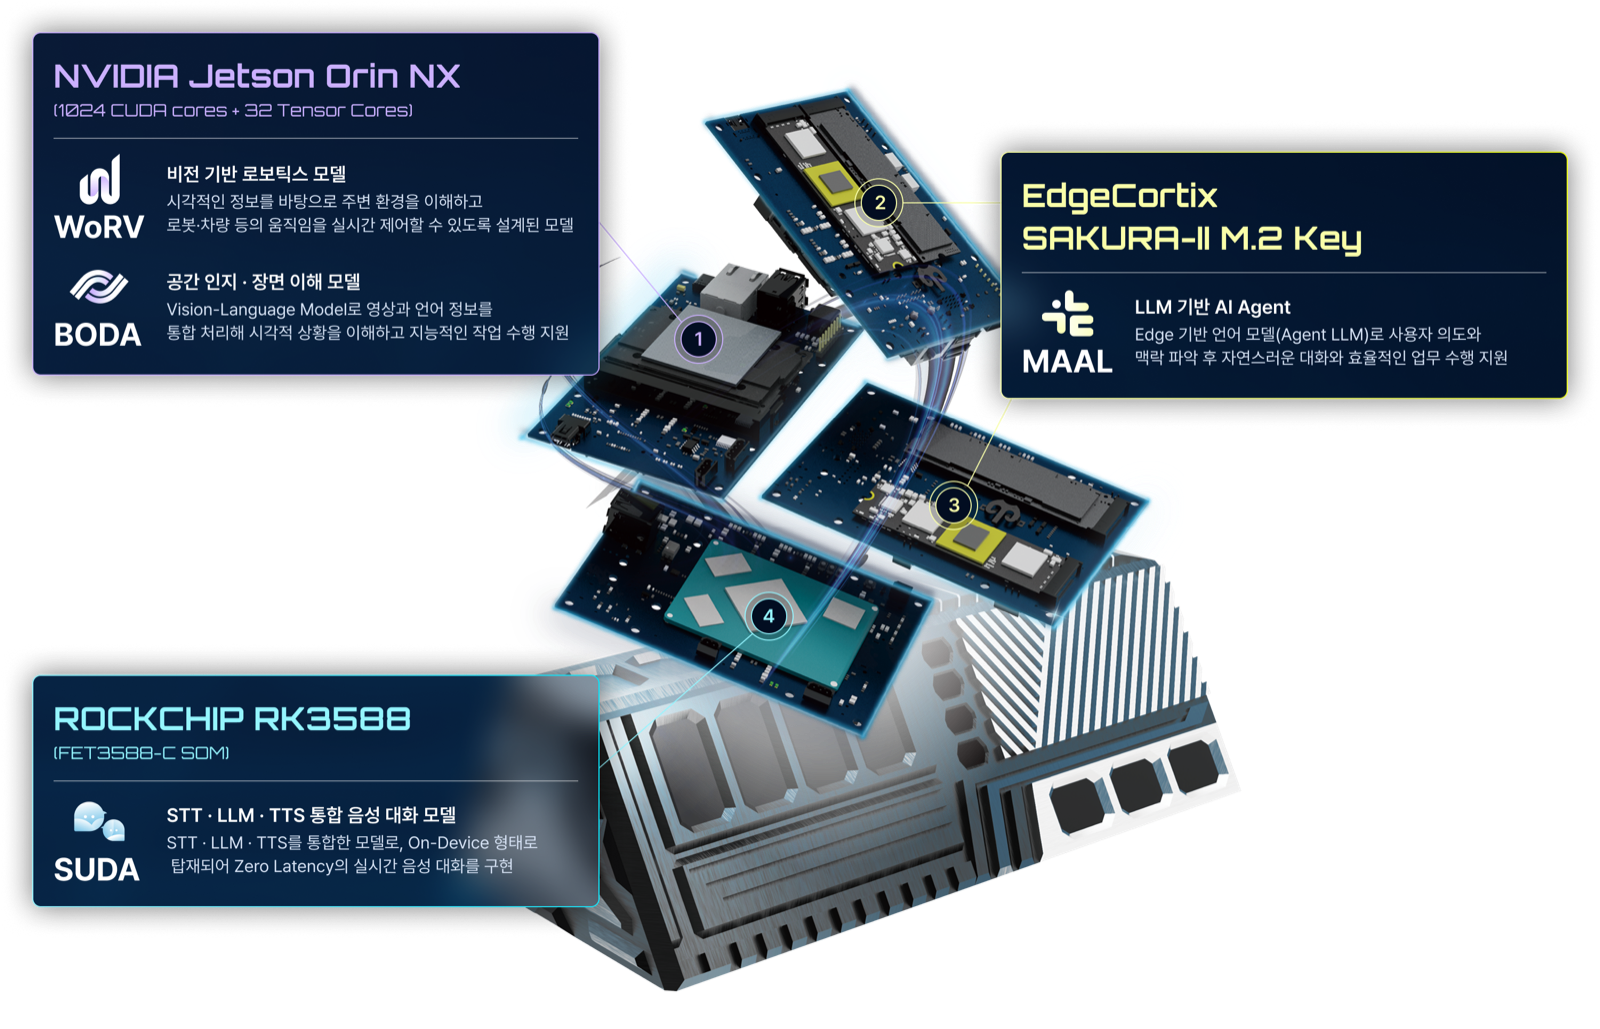 NVIDIA Jetson Orin NX
(1024 CUDA cores + 32 Tensor Cores)
WoRV
비전 기반 로보틱스 모델
시각적인 정보를 바탕으로 주변 환경을 이해하고
로봇·차량 등의 움직임을 실시간 제어할 수 있도록 설계된 모델
BODA
공간 인지 · 장면 이해 모델
Vision-Language Model로 영상과 언어 정보를
통합 처리해 시각적 상황을 이해하고 지능적인 작업 수행 지원
1
2
EdgeCortix
SAKURA-II M.2 Key
MAAL
LLM 기반 AI Agent
Edge 기반 언어 모델(Agent LLM)로 사용자 의도와
맥락 파악 후 자연스러운 대화와 효율적인 업무 수행 지원
3
4
ROCKCHIP RK3588
(FET3588-C SOM)
SUDA
STT · LLM · TTS 통합 음성 대화 모델
STT · LLM · TTS를 통합한 모델로, On-Device 형태로
탑재되어 Zero Latency의 실시간 음성 대화를 구현